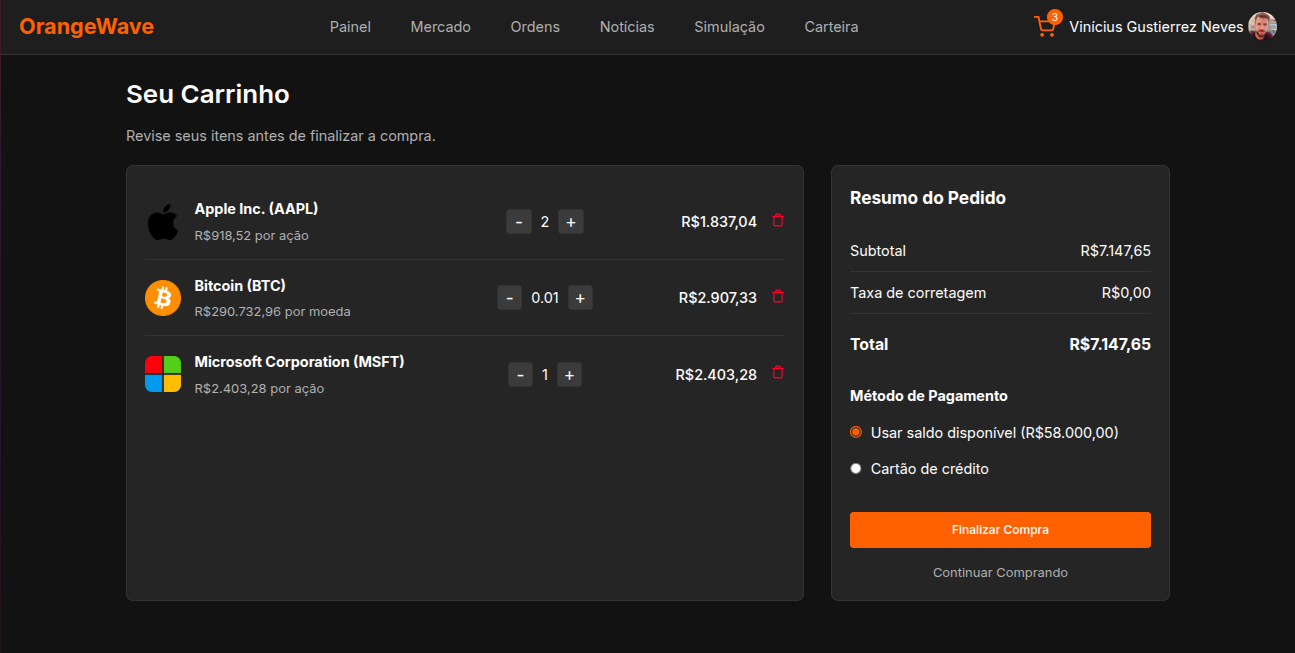 OrangeWave
Painel
Mercado
Ordens
Notícias
Simulação
Carteira
3
Vinícius Gustierrez Neves
Seu Carrinho
Revise seus itens antes de finalizar a compra.
Apple Inc. (AAPL)
R$918,52 por ação
- 2 +
R$1.837,04
Bitcoin (BTC)
R$290.732,96 por moeda
- 0.01 +
R$2.907,33
Microsoft Corporation (MSFT)
R$2.403,28 por ação
- 1 +
R$2.403,28
Resumo do Pedido
Subtotal R$7.147,65
Taxa de corretagem R$0,00
Total R$7.147,65
Método de Pagamento
Usar saldo disponível (R$58.000,00)
Cartão de crédito
Finalizar Compra
Continuar Comprando